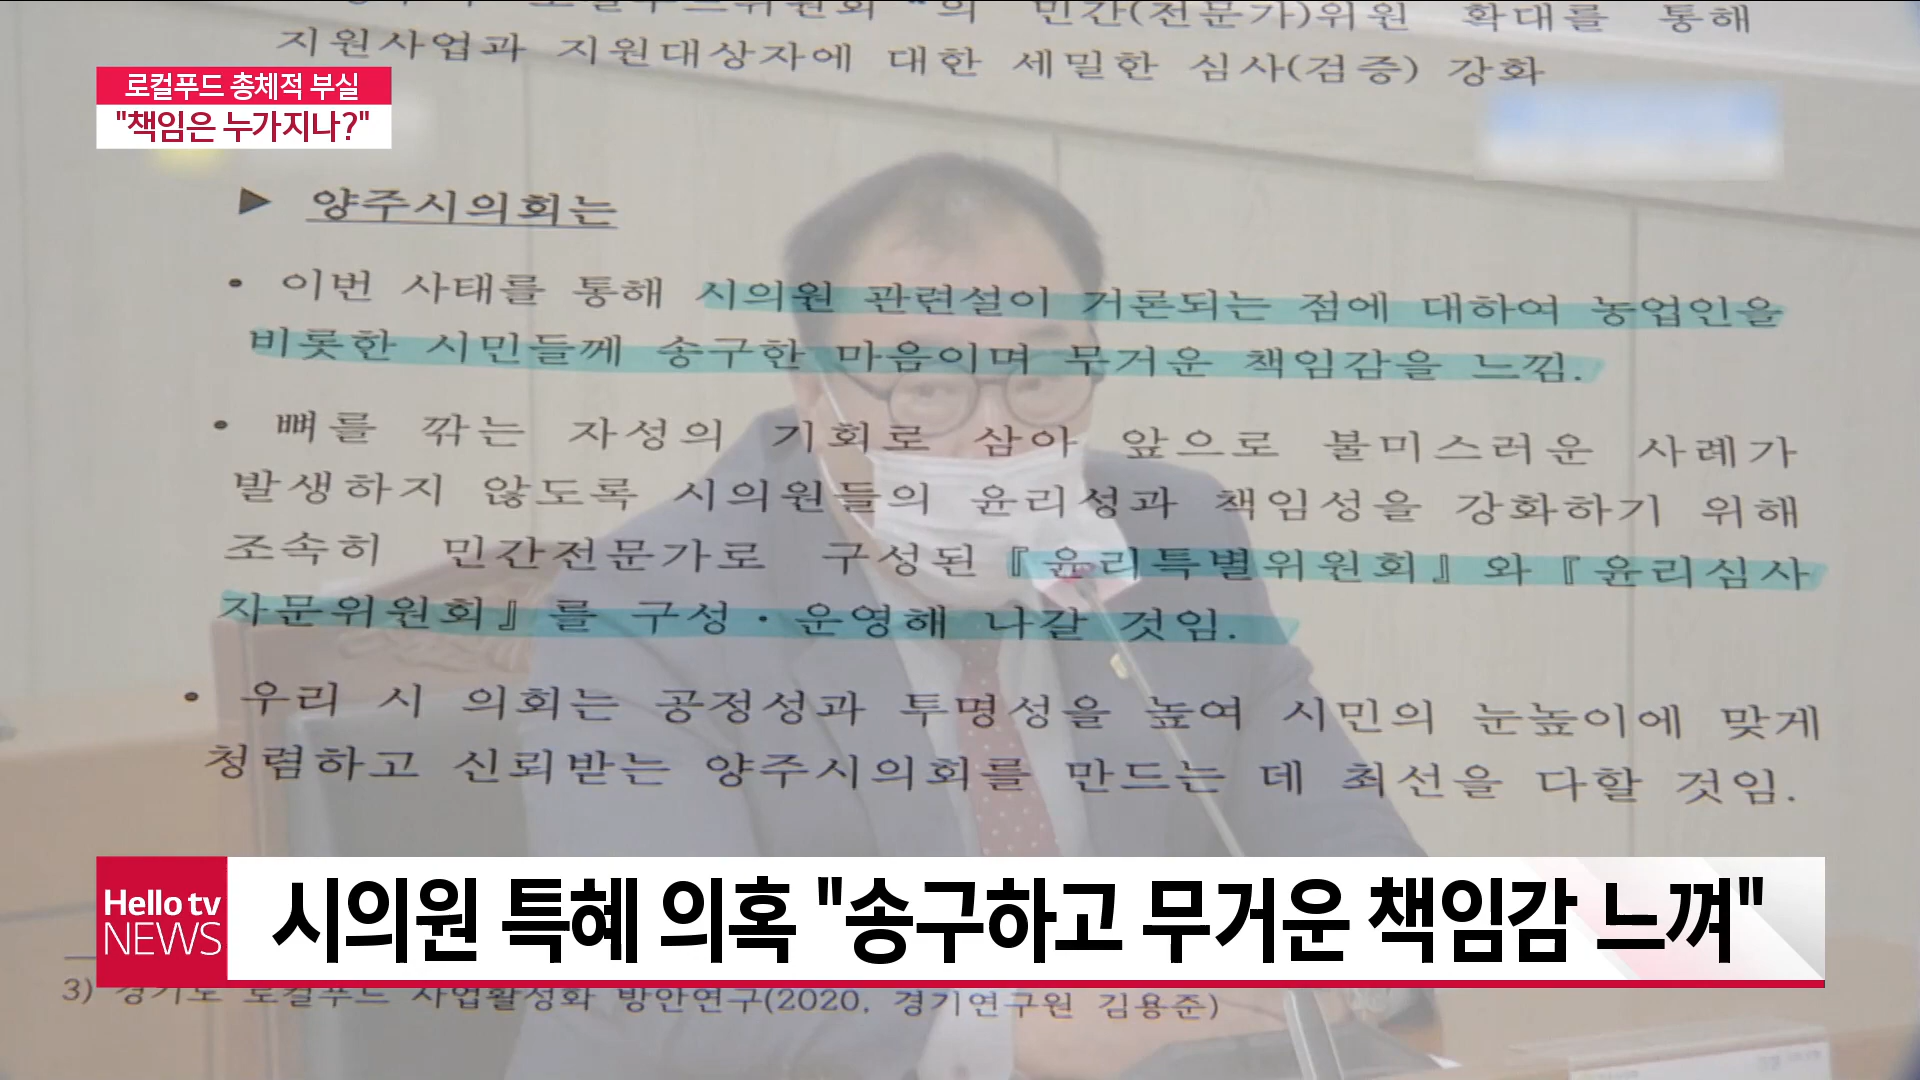 로컬푸드위원회 "의 민간(전문가)위원 확대를 통해
지원사업과 지원대상자에 대한 세밀한 심사(검증) 강화
로컬푸드 총체적 부실
"책임은 누가지나?"
▶ 양주시의회는
• 이번 사태를 통해 시의원 관련설이 거론되는 점에 대하여 농업인을
비롯한 시민들께 송구한 마음이며 무거운 책임감을 느낌.
• 뼈를 깎는 자성의 기회로 삼아 앞으로 불미스러운 사례가
발생하지 않도록 시의원들의 윤리성과 책임성을 강화하기 위해
조속히 민간전문가로 구성된 『윤리특별위원회』와 『윤리심사
자문위원회』를 구성·운영해 나갈 것임.
• 우리 시 의회는 공정성과 투명성을 높여 시민의 눈높이에 맞게
청렴하고 신뢰받는 양주시의회를 만드는 데 최선을 다할 것임.
Hello tv
NEWS
시의원 특혜 의혹 "송구하고 무거운 책임감 느껴"
3) 경기도 로컬푸드 사업활성화 방안연구(2020, 경기연구원 김용준)